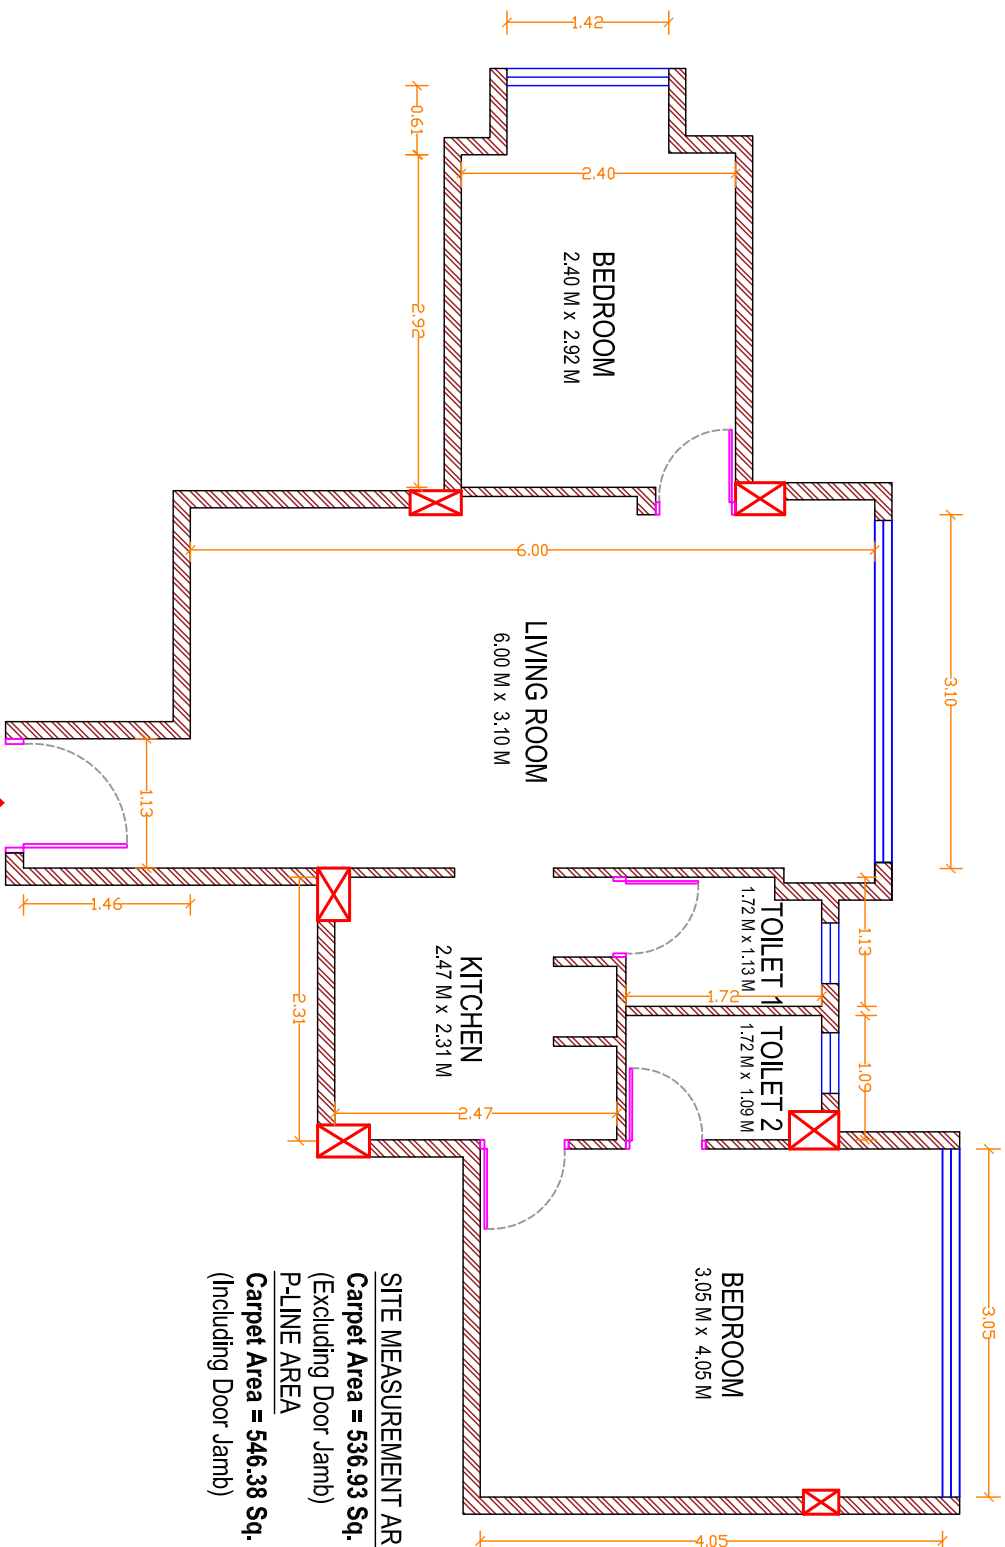 1.42
0.61
2.40
2.92
BEDROOM
2.40 M x 2.92 M
6.00
3.10
LIVING ROOM
6.00 M x 3.10 M
1.13
1.46
TOILET 1
1.72 M x 1.13 M
1.13
1.72
TOILET 2
1.72 M x 1.09 M
1.09
KITCHEN
2.47 M x 2.31 M
2.31
2.47
BEDROOM
3.05 M x 4.05 M
3.05
4.05
SITE MEASUREMENT AR
Carpet Area = 536.93 Sq.
(Excluding Door Jamb)
P-LINE AREA
Carpet Area = 546.38 Sq.
(Including Door Jamb)